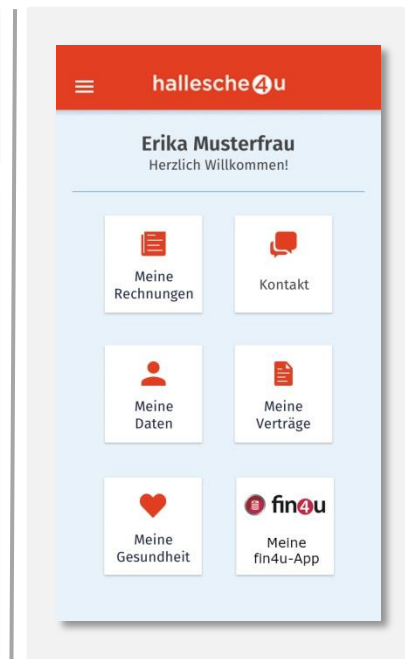 hallesche4u
Erika Musterfrau
Herzlich Willkommen!
Meine
Rechnungen
Kontakt
Meine
Daten
Meine
Verträge
Meine
Gesundheit
fin4u
Meine
fin4u-App